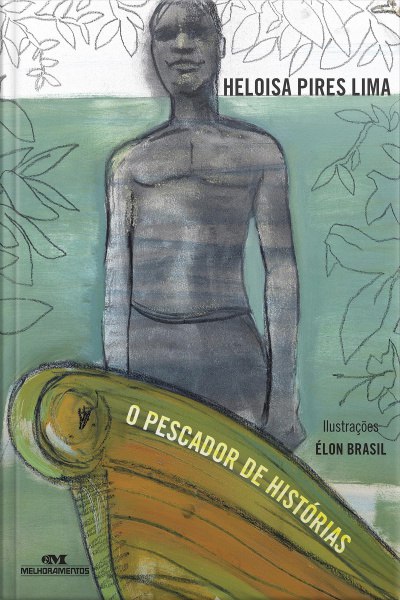 HELOISA PIRES LIMA
O PESCADOR DE HISTÓRIAS
Ilustrações
ÉLON BRASIL
MELHORAMENTOS